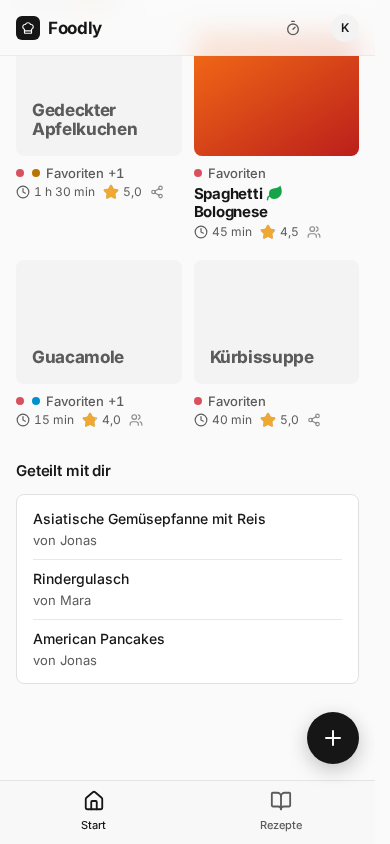 Foodly
K
Gedeckter
Apfelkuchen
Favoriten +1
1 h 30 min 5,0
Favoriten
Spaghetti
Bolognese
45 min 4,5
Guacamole
Favoriten +1
15 min 4,0
Kürbissuppe
Favoriten
40 min 5,0
Geteilt mit dir
Asiatische Gemüsepfanne mit Reis
von Jonas
Rindergulasch
von Mara
American Pancakes
von Jonas
Start
Rezepte